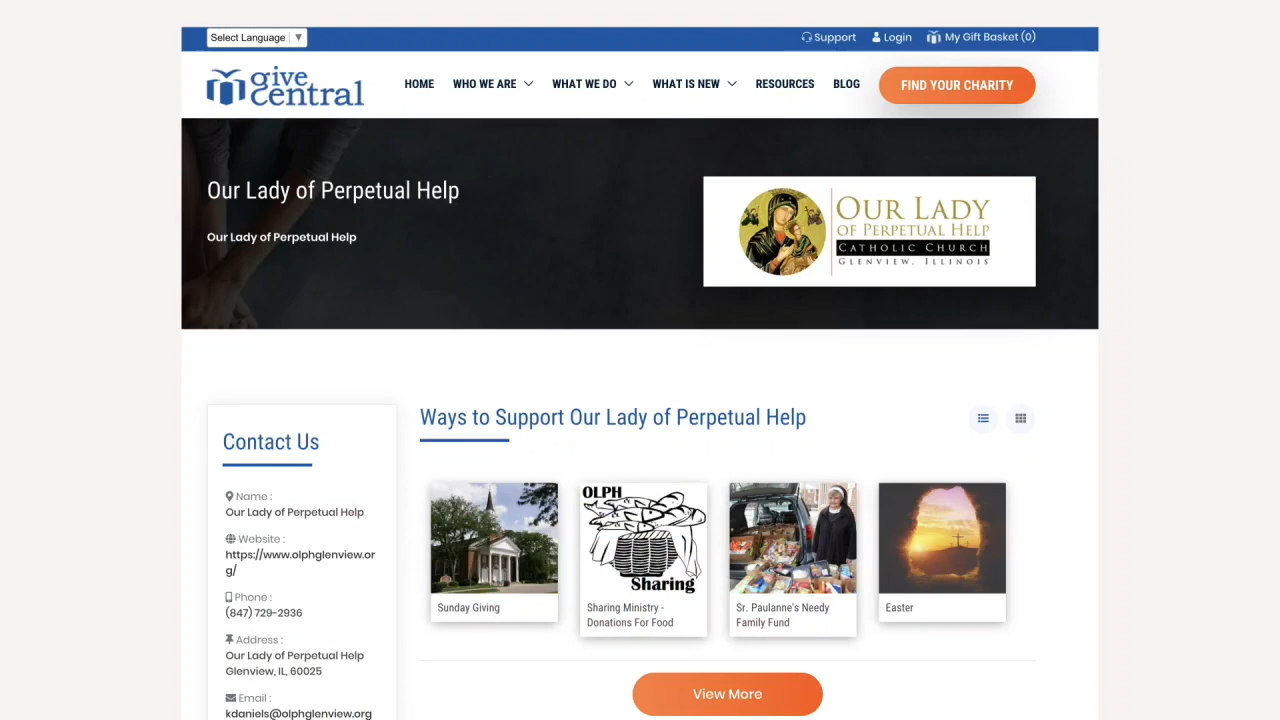 Select Language ▼
Support
Login
My Gift Basket (0)
give central
HOME
WHO WE ARE
WHAT WE DO
WHAT IS NEW
RESOURCES
BLOG
FIND YOUR CHARITY
Our Lady of Perpetual Help
Our Lady of Perpetual Help
OUR LADY
OF PERPETUAL HELP
CATHOLIC CHURCH
GLENVIEW, ILLINOIS
Contact Us
Name :
Our Lady of Perpetual Help
Website :
https://www.olphglenview.or
g/
Phone :
(847) 729-2936
Address :
Our Lady of Perpetual Help
Glenview, IL, 60025
Email :
kdaniels@olphglenview.org
Ways to Support Our Lady of Perpetual Help
Sunday Giving
OLPH
Sharing
Sharing Ministry -
Donations For Food
Sr. Paulanne's Needy
Family Fund
Easter
View More